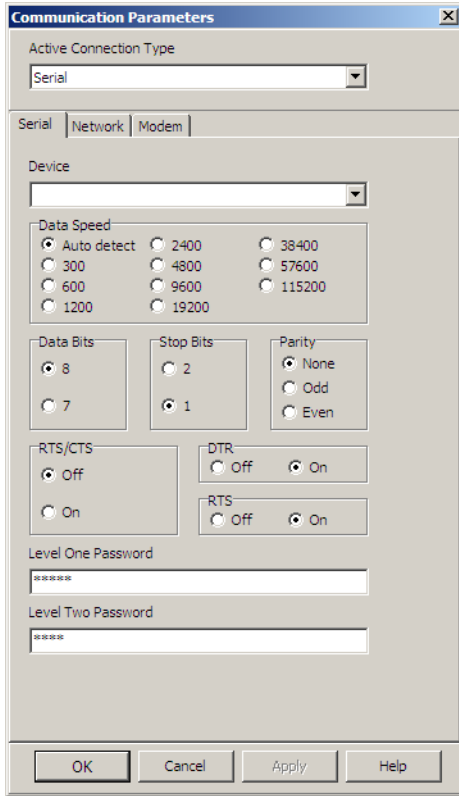 Communication Parameters
Active Connection Type
Serial
Serial Network Modem
Device
Data Speed
Auto detect 2400 38400
300 4800 57600
600 9600 115200
1200 19200
Data Bits Stop Bits Parity
8 2 None
Odd
7 1 Even
RTS/CTS DTR
Off Off On
RTS
On Off On
Level One Password
*****
Level Two Password
****
OK Cancel Apply Help